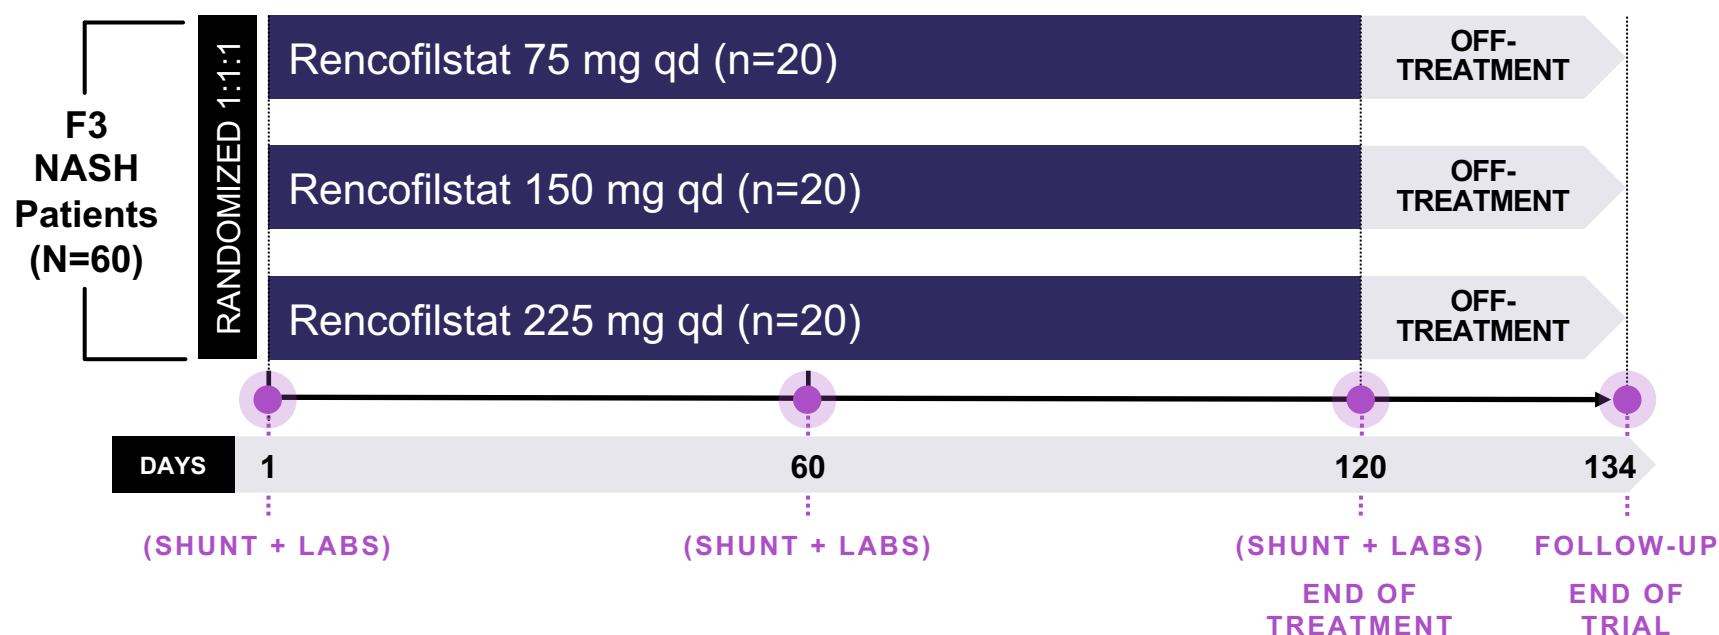 F3
NASH
Patients
(N=60)
RANDOMIZED 1:1:1
Rencofilstat 75 mg qd (n=20)
OFF-
TREATMENT
Rencofilstat 150 mg qd (n=20)
OFF-
TREATMENT
Rencofilstat 225 mg qd (n=20)
OFF-
TREATMENT
DAYS 1 60 120 134
(SHUNT + LABS) (SHUNT + LABS) (SHUNT + LABS) FOLLOW-UP
END OF
TREATMENT
END OF
TRIAL